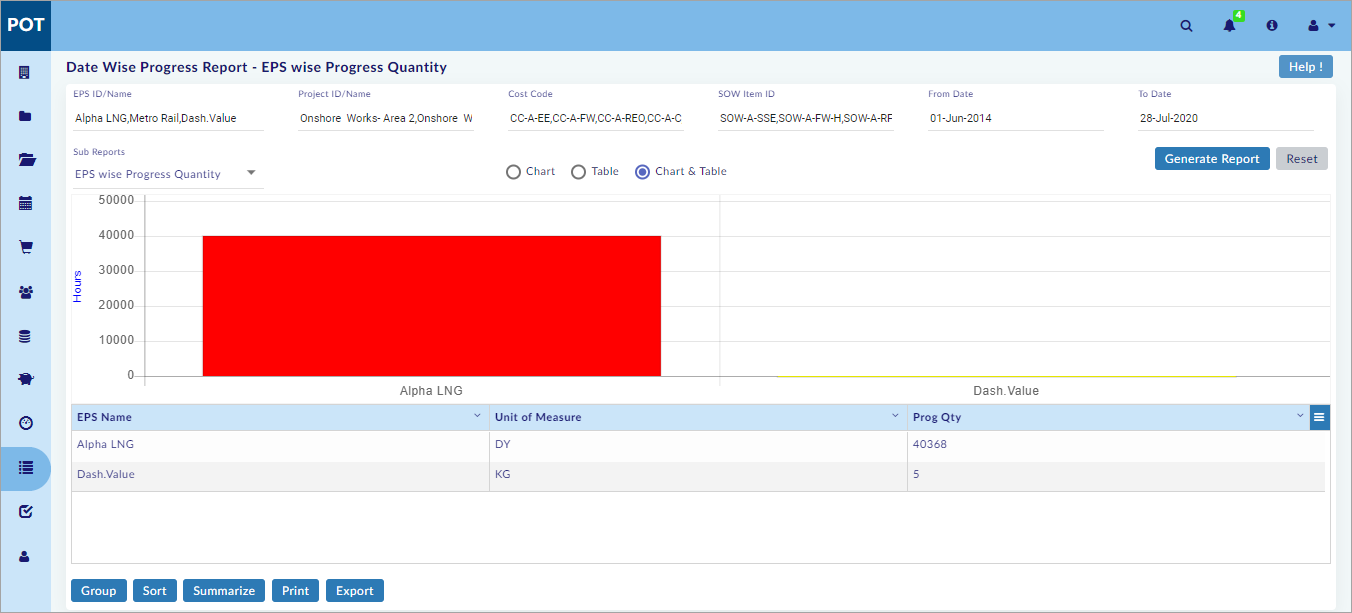 POT
4
Date Wise Progress Report - EPS wise Progress Quantity
Help !
EPS ID/Name
Project ID/Name
Cost Code
SOW Item ID
From Date
To Date
Alpha LNG,Metro Rail,Dash.Value
Onshore Works- Area 2,Onshore W
CC-A-EE,CC-A-FW,CC-A-REO,CC-A-C
SOW-A-SSE,SOW-A-FW-H,SOW-A-RF
01-Jun-2014
28-Jul-2020
Sub Reports
EPS wise Progress Quantity
Chart
Table
Chart & Table
Generate Report
Reset
50000
40000
30000
20000
10000
0
Hours
Alpha LNG
Dash.Value
EPS Name
Unit of Measure
Prog Qty
Alpha LNG
DY
40368
Dash.Value
KG
5
Group
Sort
Summarize
Print
Export